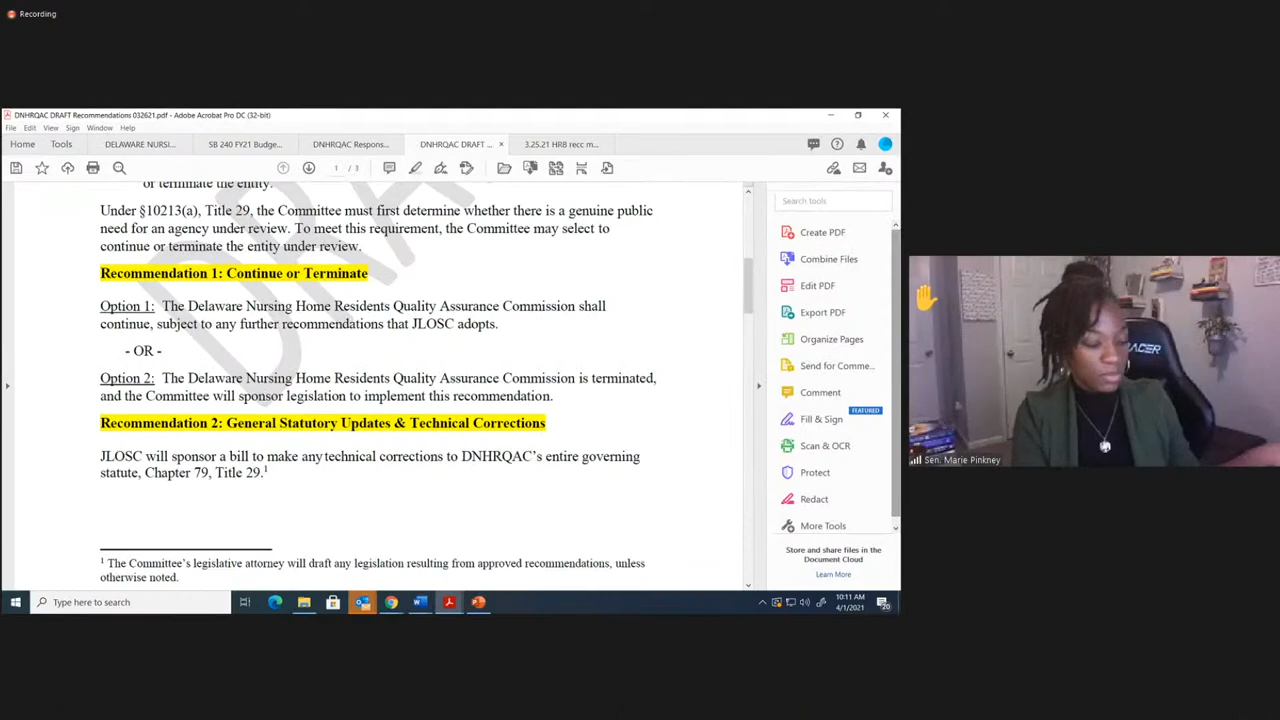 Recording
DNHRQAC DRAFT Recommendations 032621.pdf - Adobe Acrobat Pro DC (32-bit)
File Edit View Sign Window Help
Home Tools DELAWARE NURSI... SB 240 FY21 Budge... DNHRQAC Respons... DNHRQAC DRAFT ... × 3.25.21 HRB recc m...
1 / 3
or terminate the entity.
Under §10213(a), Title 29, the Committee must first determine whether there is a genuine public
need for an agency under review. To meet this requirement, the Committee may select to
continue or terminate the entity under review.
Recommendation 1: Continue or Terminate
Option 1: The Delaware Nursing Home Residents Quality Assurance Commission shall
continue, subject to any further recommendations that JLOSC adopts.
- OR -
Option 2: The Delaware Nursing Home Residents Quality Assurance Commission is terminated,
and the Committee will sponsor legislation to implement this recommendation.
Recommendation 2: General Statutory Updates & Technical Corrections
JLOSC will sponsor a bill to make any technical corrections to DNHRQAC's entire governing
statute, Chapter 79, Title 29.1
1 The Committee's legislative attorney will draft any legislation resulting from approved recommendations, unless
otherwise noted.
DRA
Search tools
Create PDF
Combine Files
Edit PDF
Export PDF
Organize Pages
Send for Comme...
Comment
FEATURED
Fill & Sign
Scan & OCR
Protect
Redact
More Tools
Store and share files in the
Document Cloud
Learn More
Type here to search
10:11 AM
4/1/2021
20
ACER
Sen. Marie Pinkney